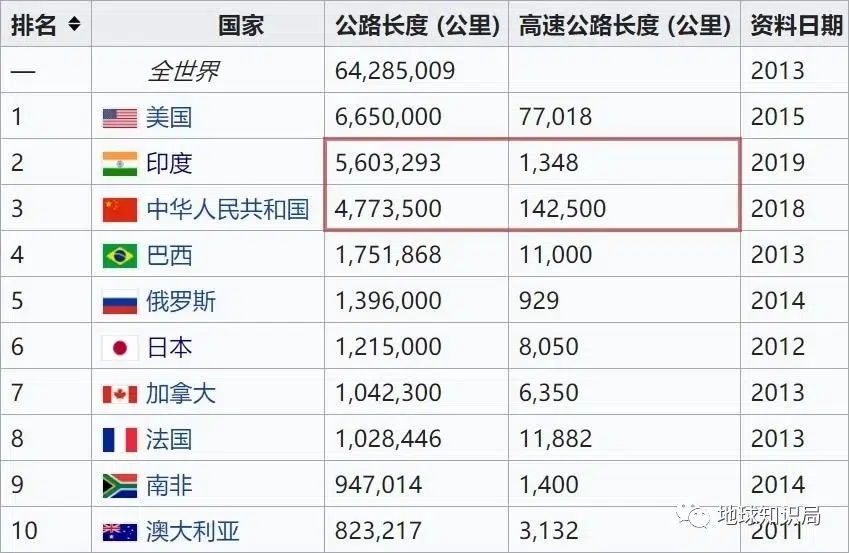 排名 国家 公路长度 (公里) 高速公路长度 (公里) 资料日期
— 全世界 64,285,009 2013
1 美国 6,650,000 77,018 2015
2 印度 5,603,293 1,348 2019
3 中华人民共和国 4,773,500 142,500 2018
4 巴西 1,751,868 11,000 2013
5 俄罗斯 1,396,000 929 2014
6 日本 1,215,000 8,050 2012
7 加拿大 1,042,300 6,350 2013
8 法国 1,028,446 11,882 2013
9 南非 947,014 1,400 2014
10 澳大利亚 823,217 3,132 2011
地球知识局